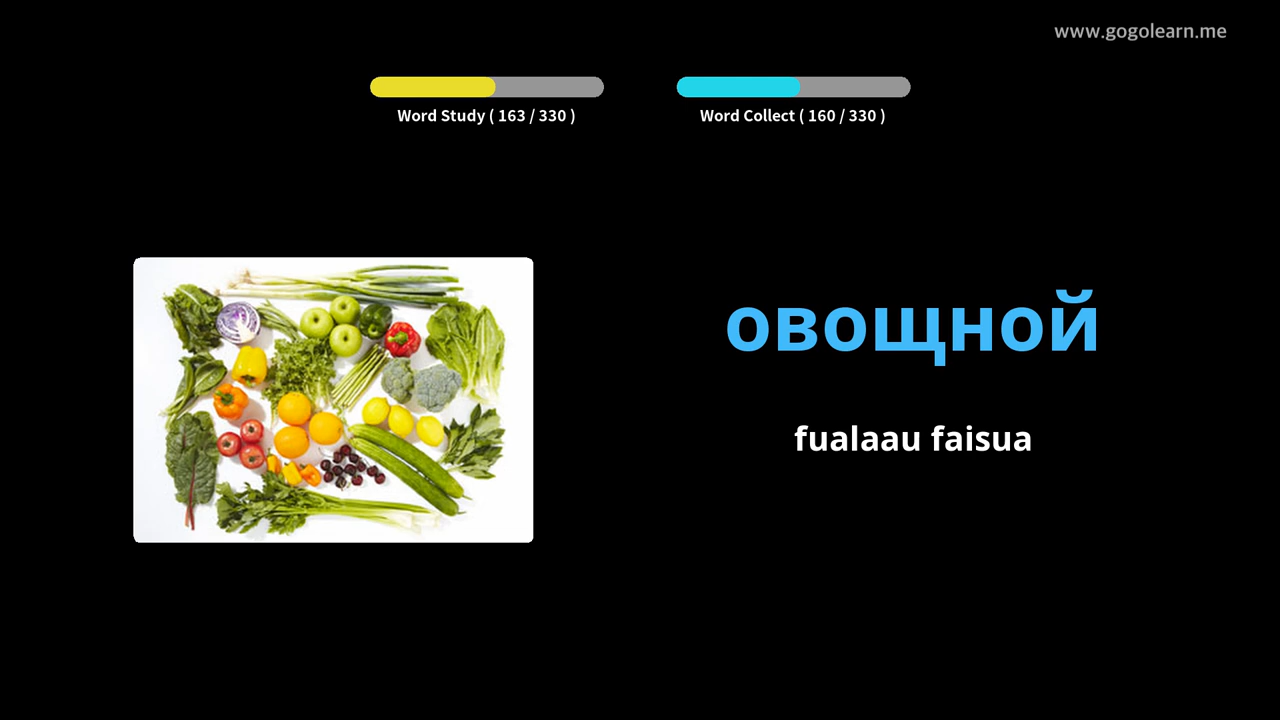 www.gogolearn.me
Word Study ( 163 / 330 )
Word Collect ( 160 / 330 )
овощной
fualaau faisua